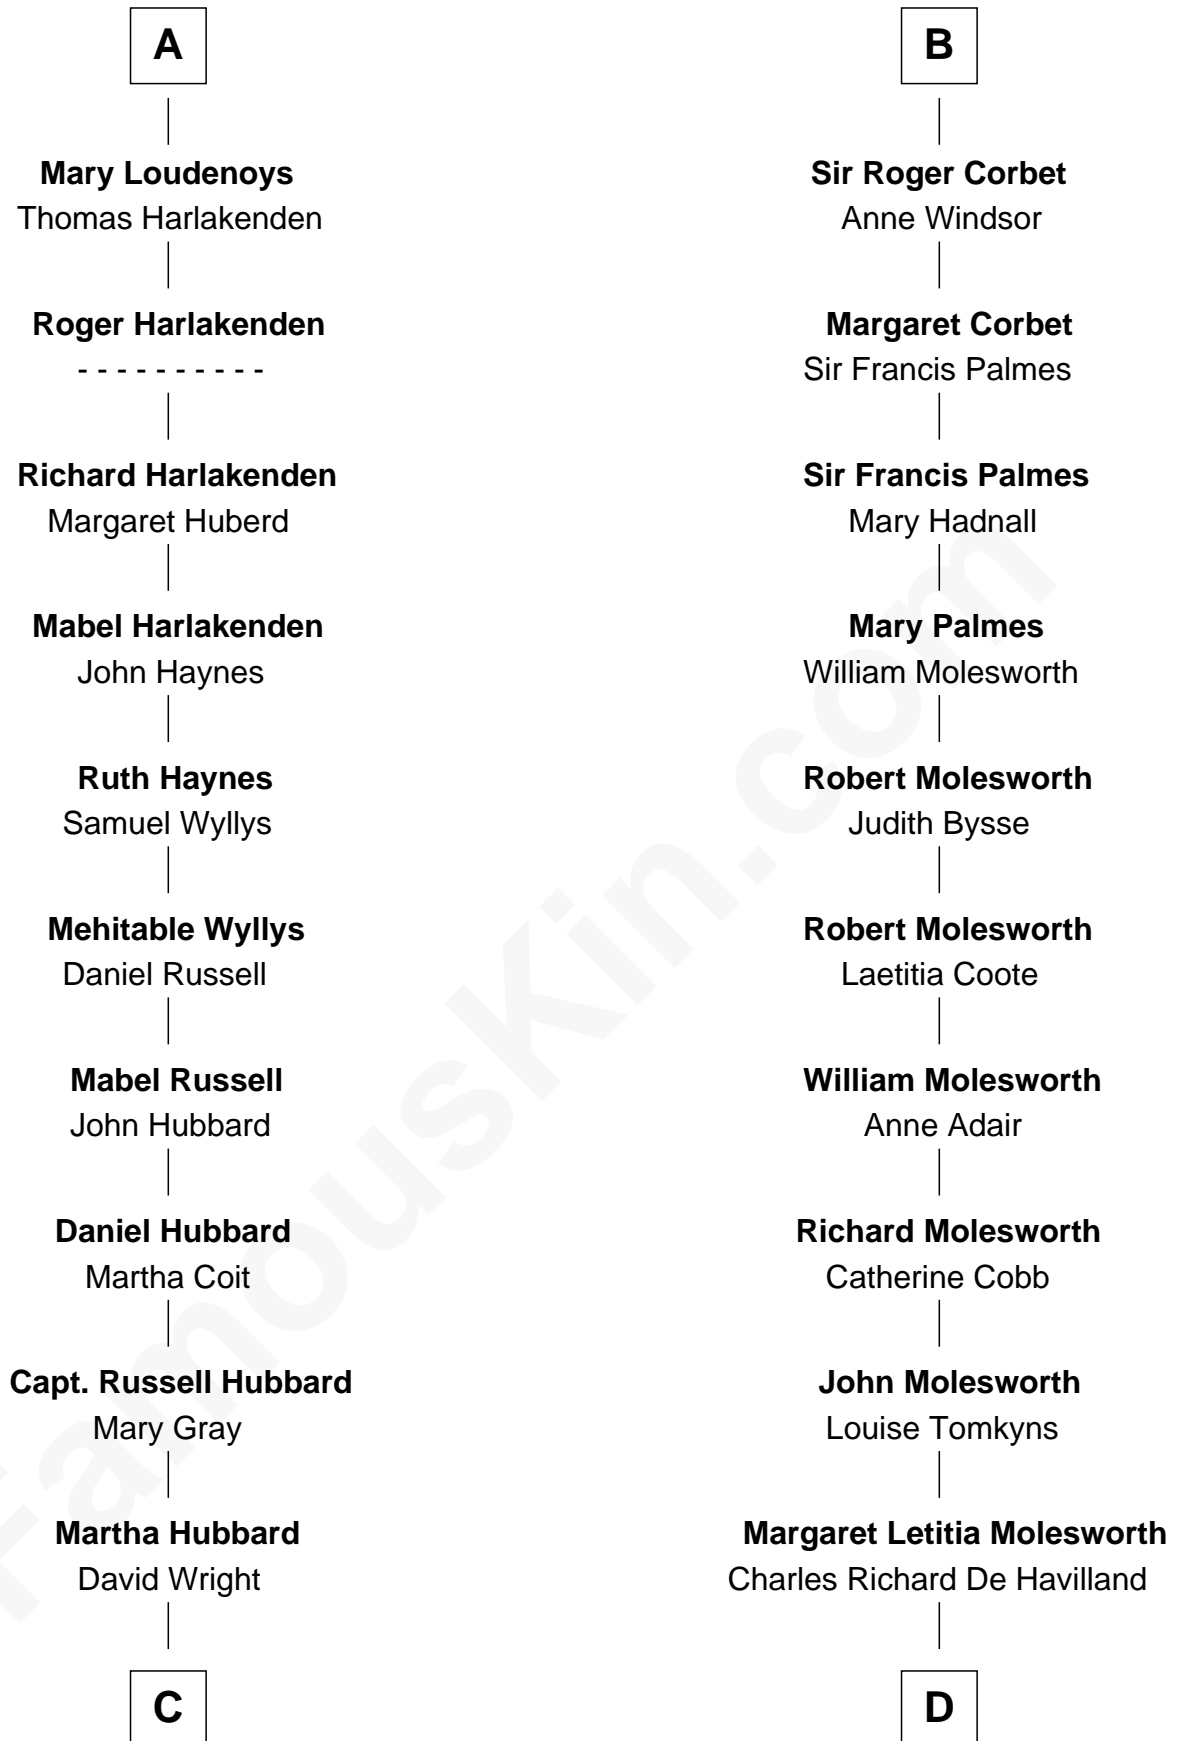 A
Mary Loudenoys
Thomas Harlakenden
Roger Harlakenden
- - - - - - - - - -
Richard Harlakenden
Margaret Huberd
Mabel Harlakenden
John Haynes
Ruth Haynes
Samuel Wyllys
Mehitable Wyllys
Daniel Russell
Mabel Russell
John Hubbard
Daniel Hubbard
Martha Coit
Capt. Russell Hubbard
Mary Gray
Martha Hubbard
David Wright
C
B
Sir Roger Corbet
Anne Windsor
Margaret Corbet
Sir Francis Palmes
Sir Francis Palmes
Mary Hadnall
Mary Palmes
William Molesworth
Robert Molesworth
Judith Bysse
Robert Molesworth
Laetitia Coote
William Molesworth
Anne Adair
Richard Molesworth
Catherine Cobb
John Molesworth
Louise Tomkyns
Margaret Letitia Molesworth
Charles Richard De Havilland
D
FamousKin.com